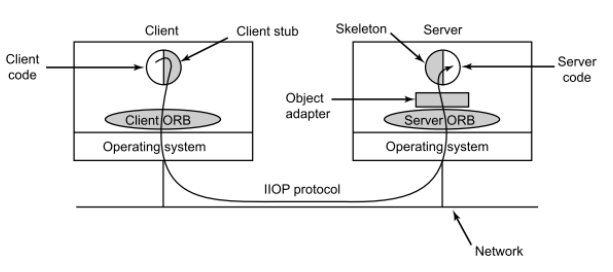 Client
Client stub
Skeleton
Server
Client
code
Server
code
Object
adapter
Client ORB
Server ORB
Operating system
Operating system
IIOP protocol
Network